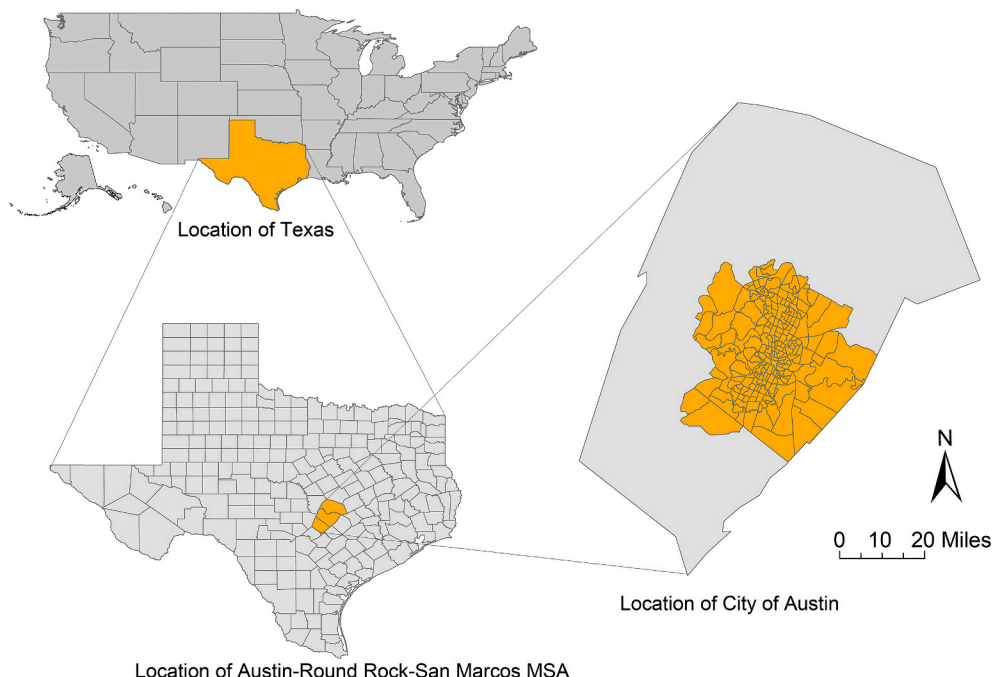 Location of Texas
N
0 10 20 Miles
Location of City of Austin
Location of Austin-Round Rock-San Marcos MSA